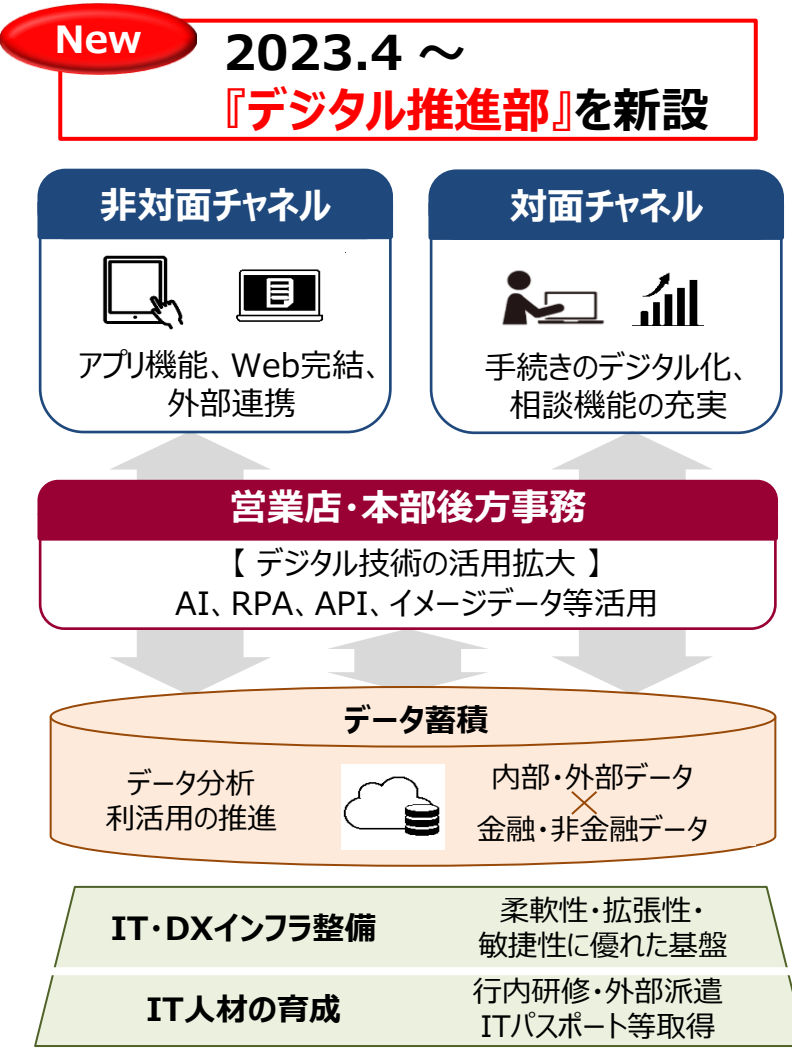 New
2023.4 ～
『デジタル推進部』を新設
非対面チャネル
アプリ機能、Web完結、
外部連携
対面チャネル
手続きのデジタル化、
相談機能の充実
営業店・本部後方事務
【 デジタル技術の活用拡大 】
AI、RPA、API、イメージデータ等活用
データ蓄積
データ分析
利活用の推進
内部・外部データ
×
金融・非金融データ
IT・DXインフラ整備
柔軟性・拡張性・
敏捷性に優れた基盤
IT人材の育成
行内研修・外部派遣
ITパスポート等取得